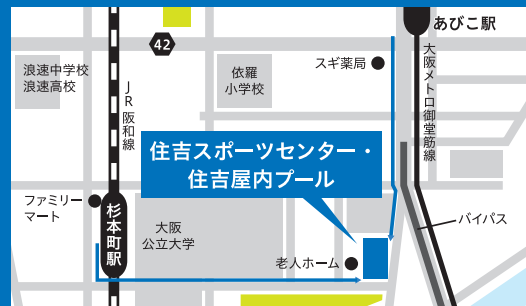 あびこ駅
42
スギ薬局
大阪メトロ御堂筋線
浪速中学校
浪速高校
依羅
小学校
JR阪和線
住吉スポーツセンター・
住吉屋内プール
ファミリー
マート
杉本町駅
大阪
公立大学
バイパス
老人ホーム